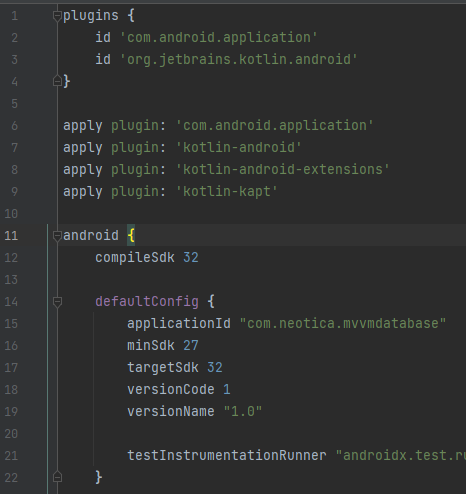 1 plugins {
2 id 'com.android.application'
3 id 'org.jetbrains.kotlin.android'
4 }
5
6 apply plugin: 'com.android.application'
7 apply plugin: 'kotlin-android'
8 apply plugin: 'kotlin-android-extensions'
9 apply plugin: 'kotlin-kapt'
10
11 android {
12 compileSdk 32
13
14 defaultConfig {
15 applicationId "com.neotica.mvvmdatabase"
16 minSdk 27
17 targetSdk 32
18 versionCode 1
19 versionName "1.0"
20
21 testInstrumentationRunner "androidx.test.ru
22 }